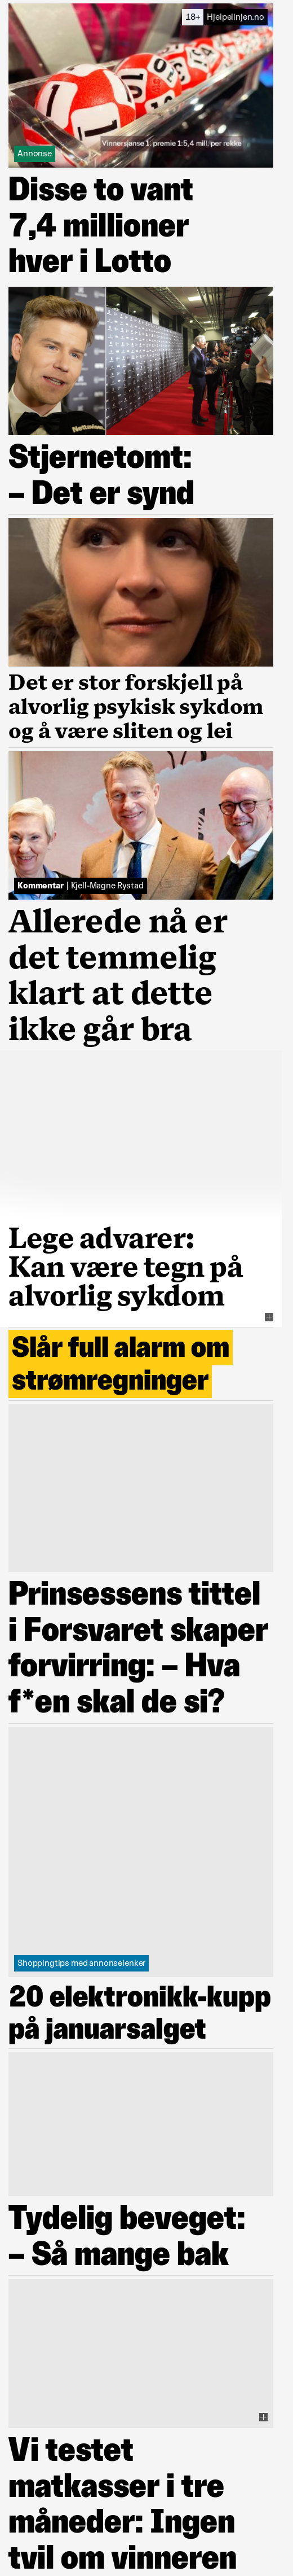 18+ Hjelpelinjen.no
Vinnersjanse 1. premie 1:5,4 mill. per rekke
Annonse
Disse to vant
7,4 millioner
hver i Lotto
Nettavisen
Stjernetomt:
– Det er synd
Det er stor forskjell på
alvorlig psykisk sykdom
og å være sliten og lei
Kommentar | Kjell-Magne Rystad
Allerede nå er
det temmelig
klart at dette
ikke går bra
Lege advarer:
Kan være tegn på
alvorlig sykdom
Slår full alarm om
strømregninger
Prinsessens tittel
i Forsvaret skaper
forvirring: – Hva
f*en skal de si?
Shoppingtips med annonselenker
20 elektronikk-kupp
på januarsalget
Tydelig beveget:
– Så mange bak
Vi testet
matkasser i tre
måneder: Ingen
tvil om vinneren